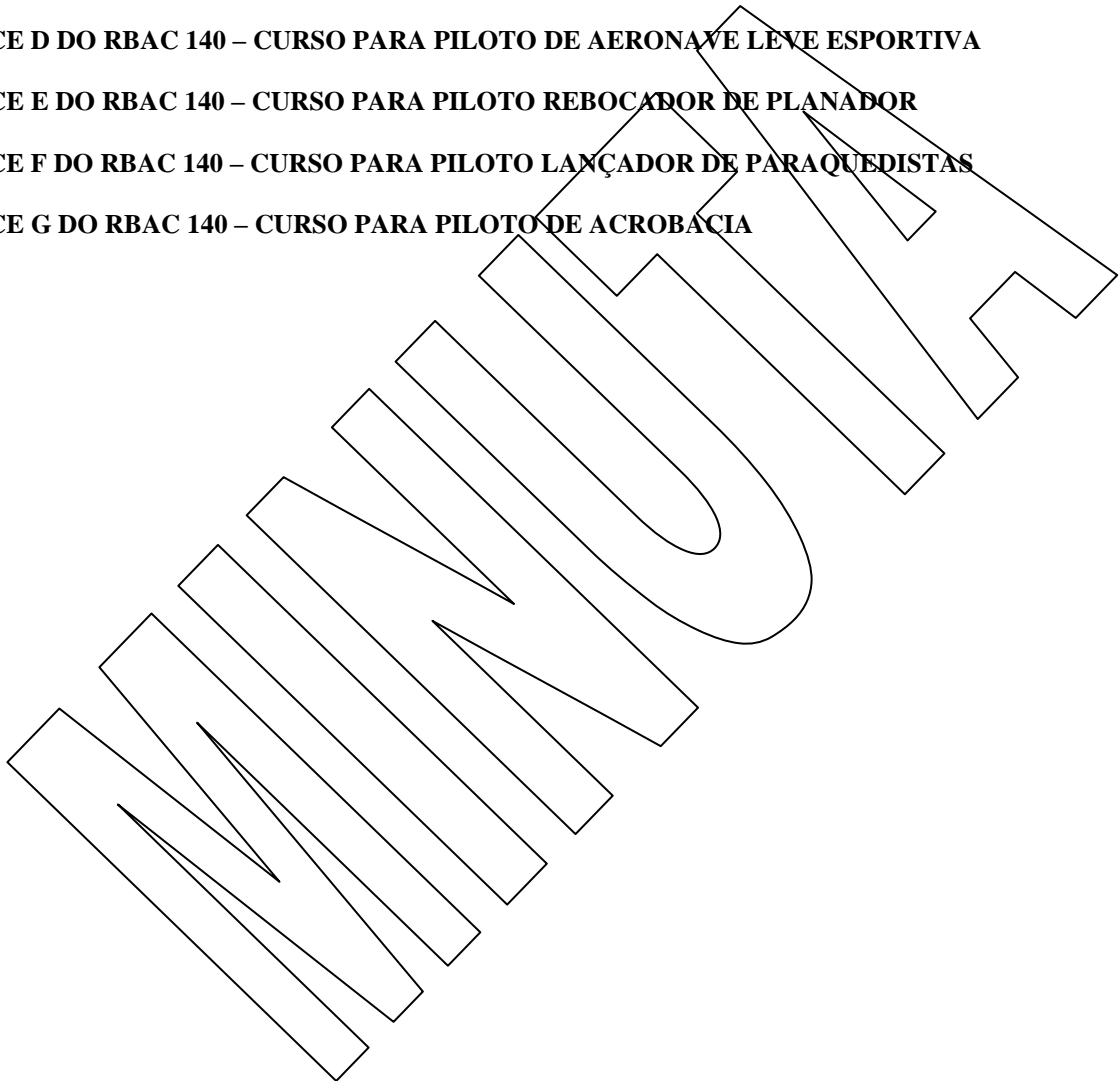 CE D DO RBAC 140 – CURSO PARA PILOTO DE AERONAVE LEVE ESPORTIVA
CE E DO RBAC 140 – CURSO PARA PILOTO REBOCADOR DE PLANADOR
CE F DO RBAC 140 – CURSO PARA PILOTO LANÇADOR DE PARAQUEDISTAS
CE G DO RBAC 140 – CURSO PARA PILOTO DE ACROBACIA
MINUTA